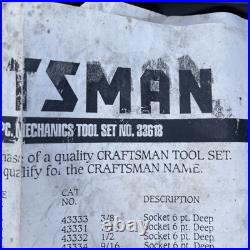 TSMAN
PC. MECHANICS TOOL SET NO. 33618
of a quality CRAFTSMAN TOOL SET.
qualify for the CRAFTSMAN NAME.
CAT
NO. DESCRIPTION
43333 3/8 Socket 6 pt. Deep
43331 Socket 6 pt. Deep
43332 1/2 Socket 6 pt. Deep
43334 9/16 Socket 6 pt. Deep